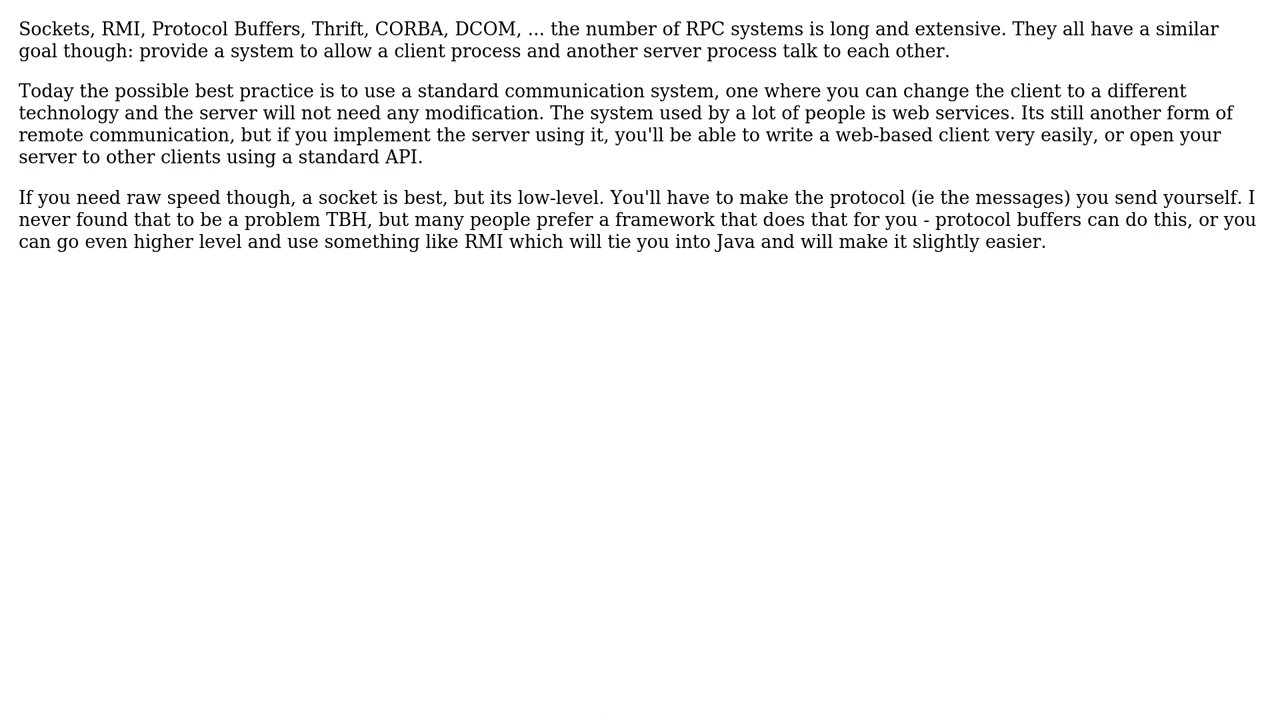 Sockets, RMI, Protocol Buffers, Thrift, CORBA, DCOM, ... the number of RPC systems is long and extensive. They all have a similar
goal though: provide a system to allow a client process and another server process talk to each other.
Today the possible best practice is to use a standard communication system, one where you can change the client to a different
technology and the server will not need any modification. The system used by a lot of people is web services. Its still another form of
remote communication, but if you implement the server using it, you'll be able to write a web-based client very easily, or open your
server to other clients using a standard API.
If you need raw speed though, a socket is best, but its low-level. You'll have to make the protocol (ie the messages) you send yourself. I
never found that to be a problem TBH, but many people prefer a framework that does that for you - protocol buffers can do this, or you
can go even higher level and use something like RMI which will tie you into Java and will make it slightly easier.